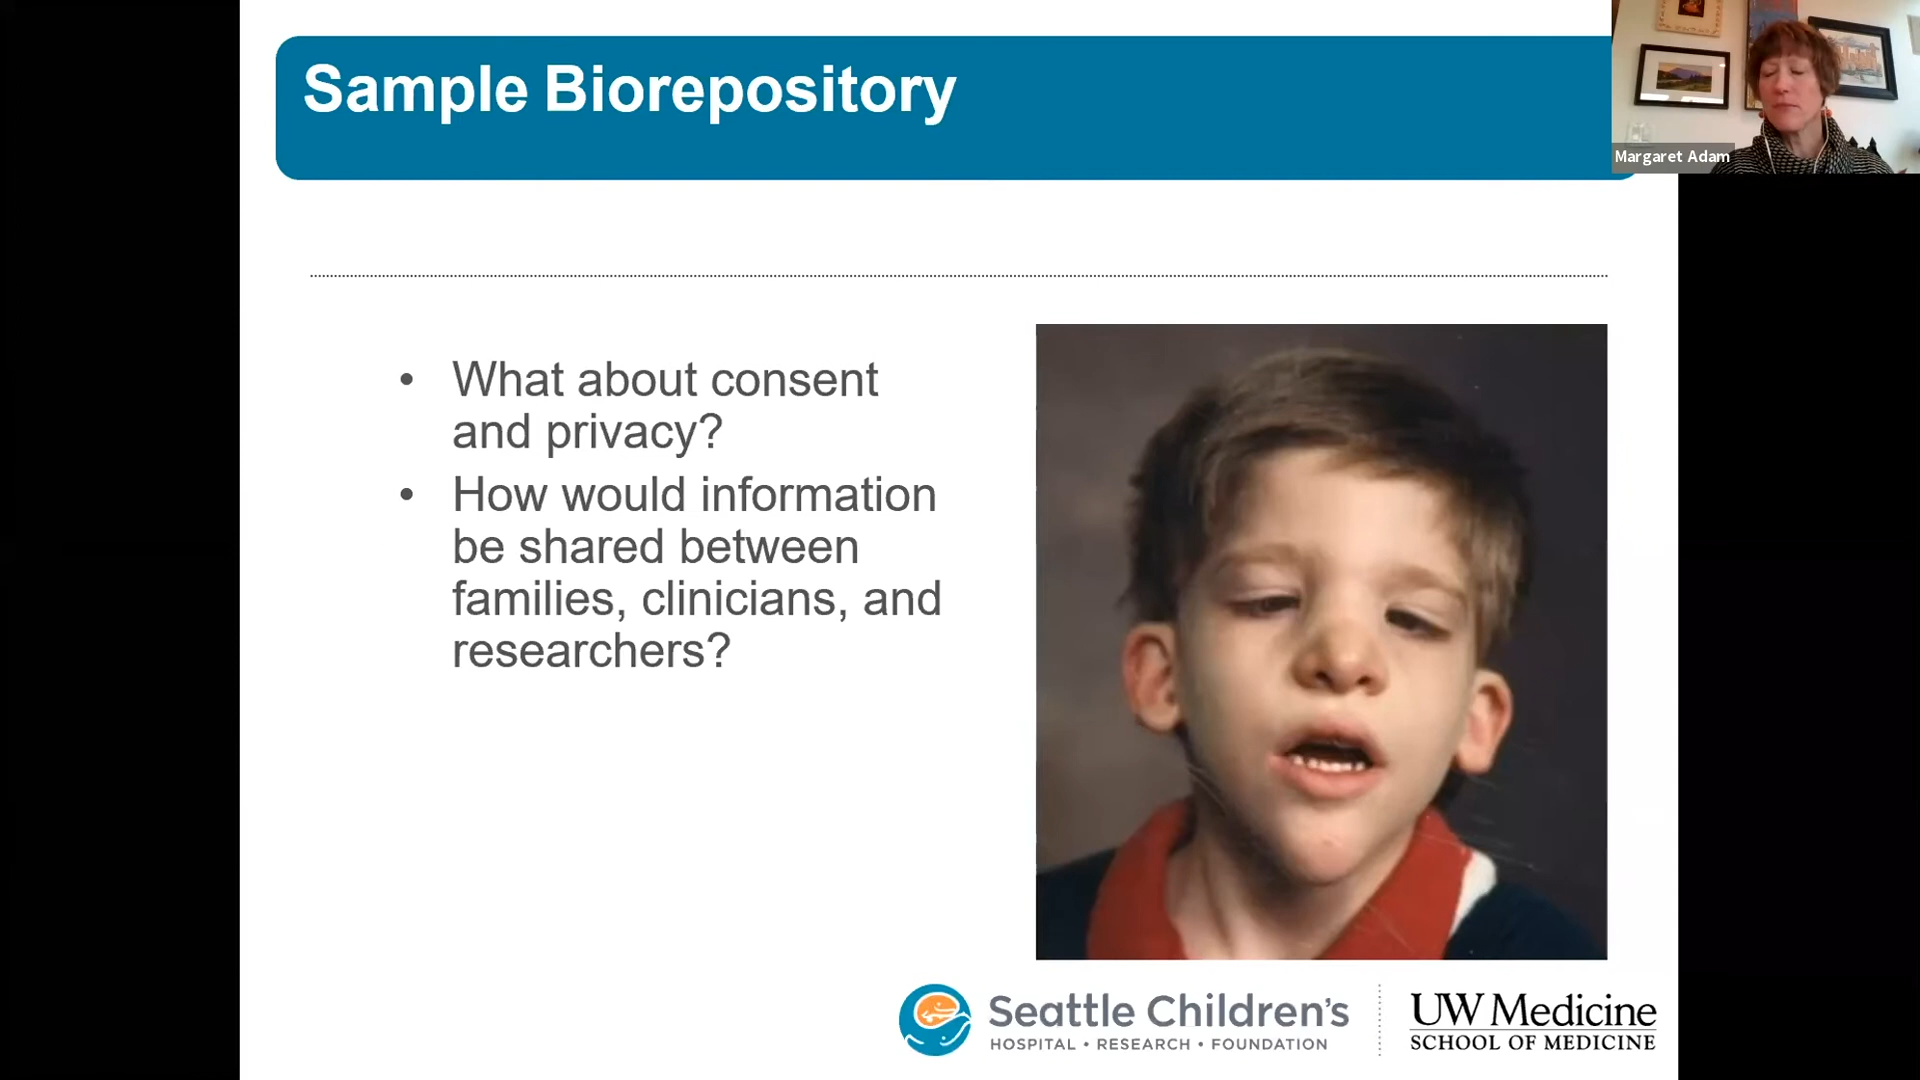 Sample Biorepository
Margaret Adam
• What about consent
and privacy?
• How would information
be shared between
families, clinicians, and
researchers?
Seattle Children's
HOSPITAL • RESEARCH • FOUNDATION
UW Medicine
SCHOOL OF MEDICINE